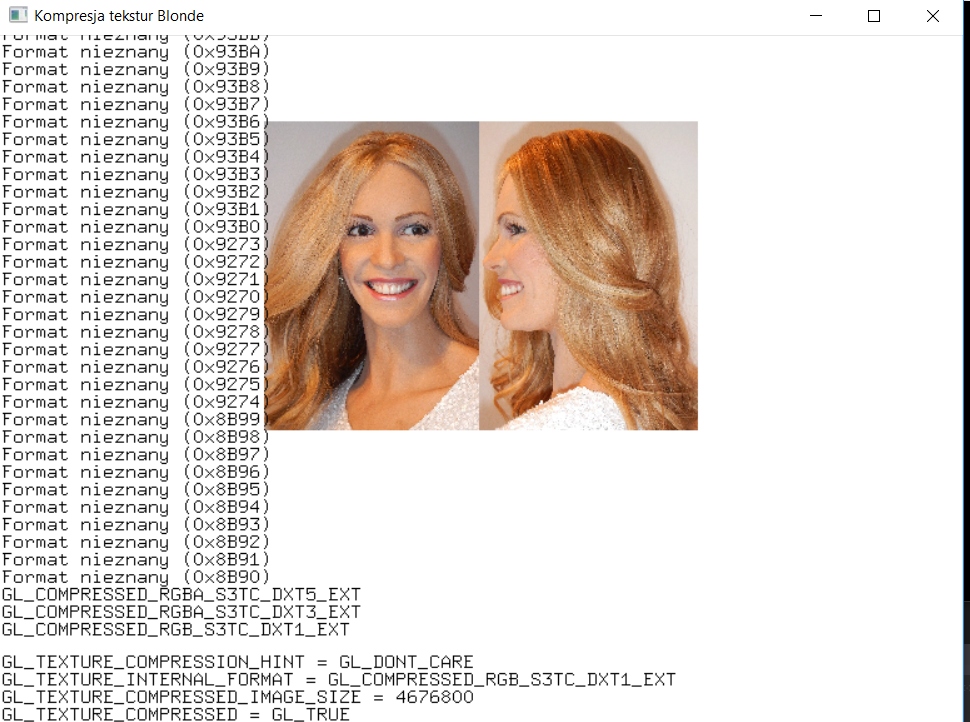 Kompresja tekstur Blonde
Format nieznany (0x93BB)
Format nieznany (0x93BA)
Format nieznany (0x93B9)
Format nieznany (0x93B8)
Format nieznany (0x93B7)
Format nieznany (0x93B6)
Format nieznany (0x93B5)
Format nieznany (0x93B4)
Format nieznany (0x93B3)
Format nieznany (0x93B2)
Format nieznany (0x93B1)
Format nieznany (0x93B0)
Format nieznany (0x9273)
Format nieznany (0x9272)
Format nieznany (0x9271)
Format nieznany (0x9270)
Format nieznany (0x9279)
Format nieznany (0x9278)
Format nieznany (0x9277)
Format nieznany (0x9276)
Format nieznany (0x9275)
Format nieznany (0x9274)
Format nieznany (0x8B99)
Format nieznany (0x8B98)
Format nieznany (0x8B97)
Format nieznany (0x8B96)
Format nieznany (0x8B95)
Format nieznany (0x8B94)
Format nieznany (0x8B93)
Format nieznany (0x8B92)
Format nieznany (0x8B91)
Format nieznany (0x8B90)
GL_COMPRESSED_RGBA_S3TC_DXT5_EXT
GL_COMPRESSED_RGBA_S3TC_DXT3_EXT
GL_COMPRESSED_RGB_S3TC_DXT1_EXT
GL_TEXTURE_COMPRESSION_HINT = GL_DONT_CARE
GL_TEXTURE_INTERNAL_FORMAT = GL_COMPRESSED_RGB_S3TC_DXT1_EXT
GL_TEXTURE_COMPRESSED_IMAGE_SIZE = 4676800
GL_TEXTURE_COMPRESSED = GL_TRUE